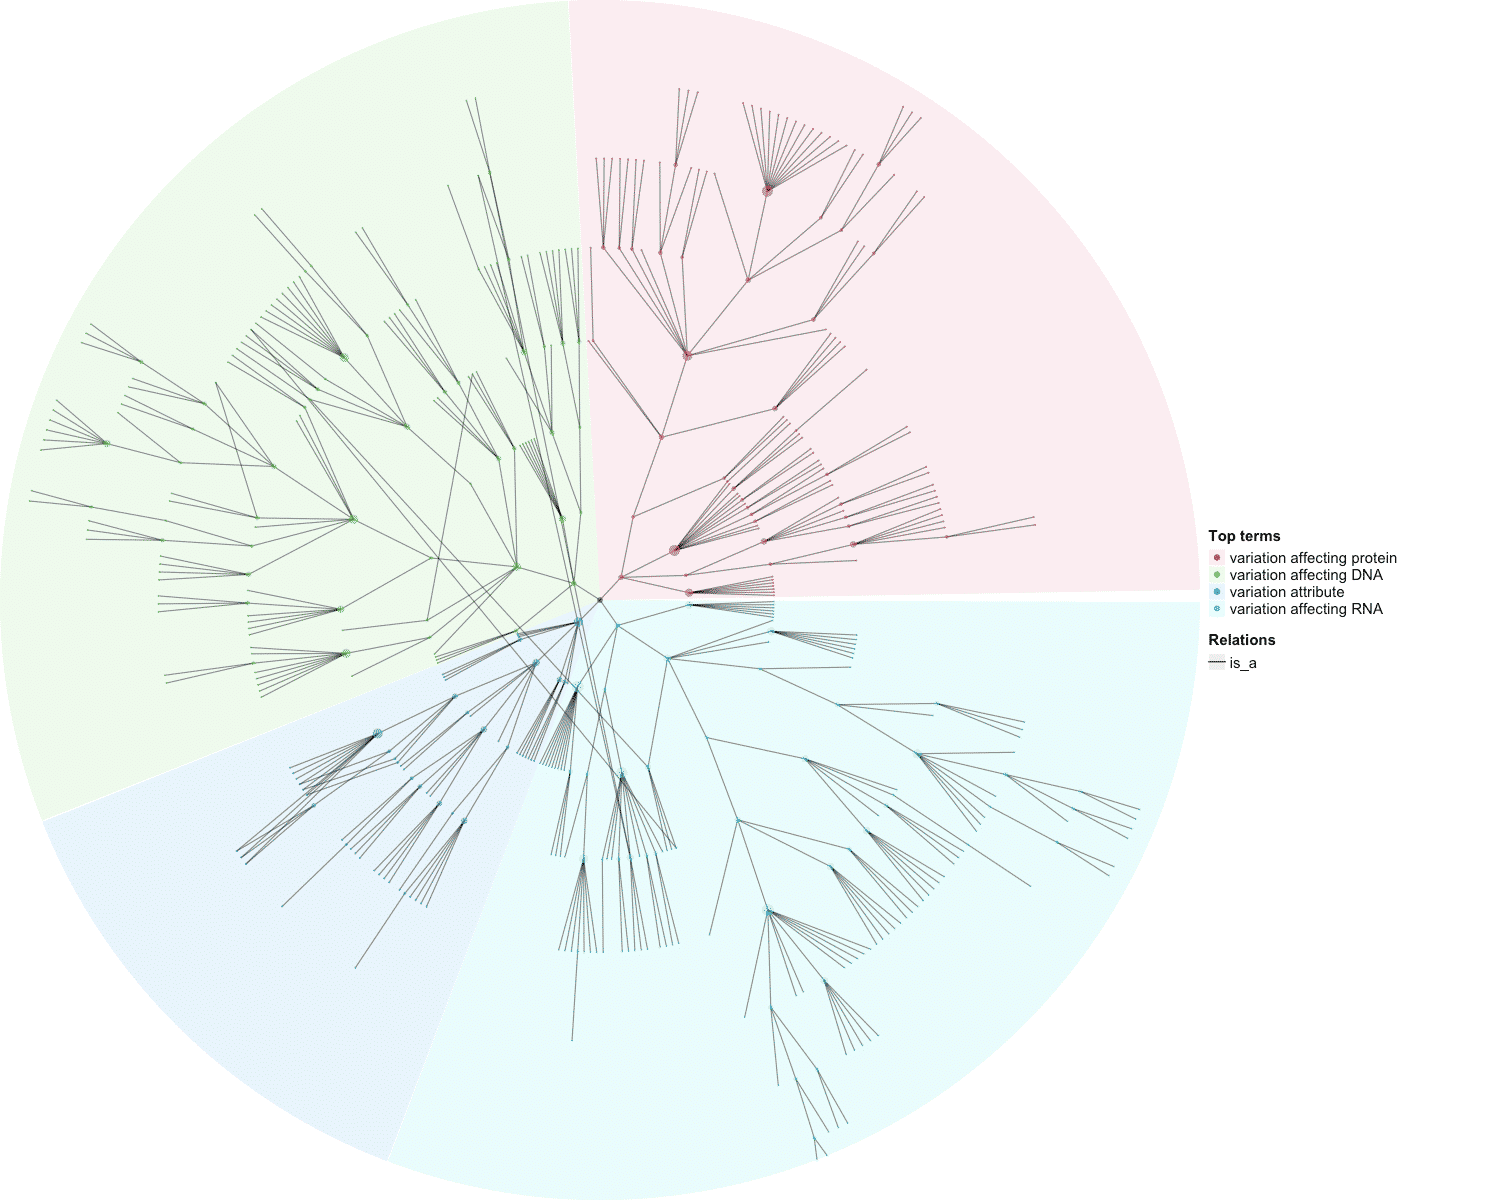 Top terms
variation affecting protein
variation affecting DNA
variation attribute
variation affecting RNA
Relations
is_a